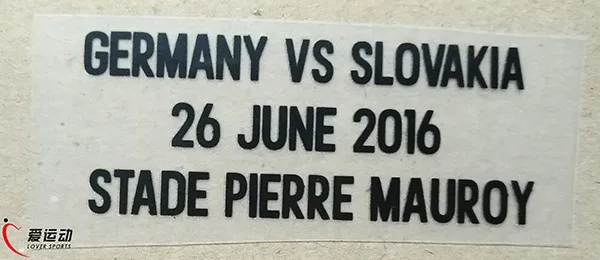 GERMANY VS SLOVAKIA
26 JUNE 2016
STADE PIERRE MAUROY
爱运动
LOVER SPORTS